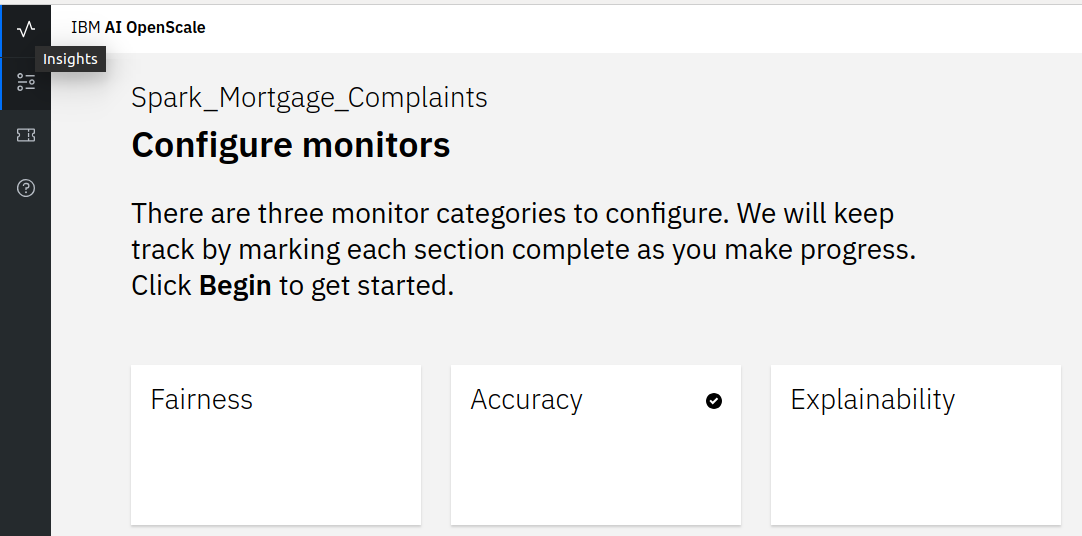 IBM AI OpenScale
Insights
Spark_Mortgage_Complaints
Configure monitors
There are three monitor categories to configure. We will keep
track by marking each section complete as you make progress.
Click Begin to get started.
Fairness
Accuracy
Explainability